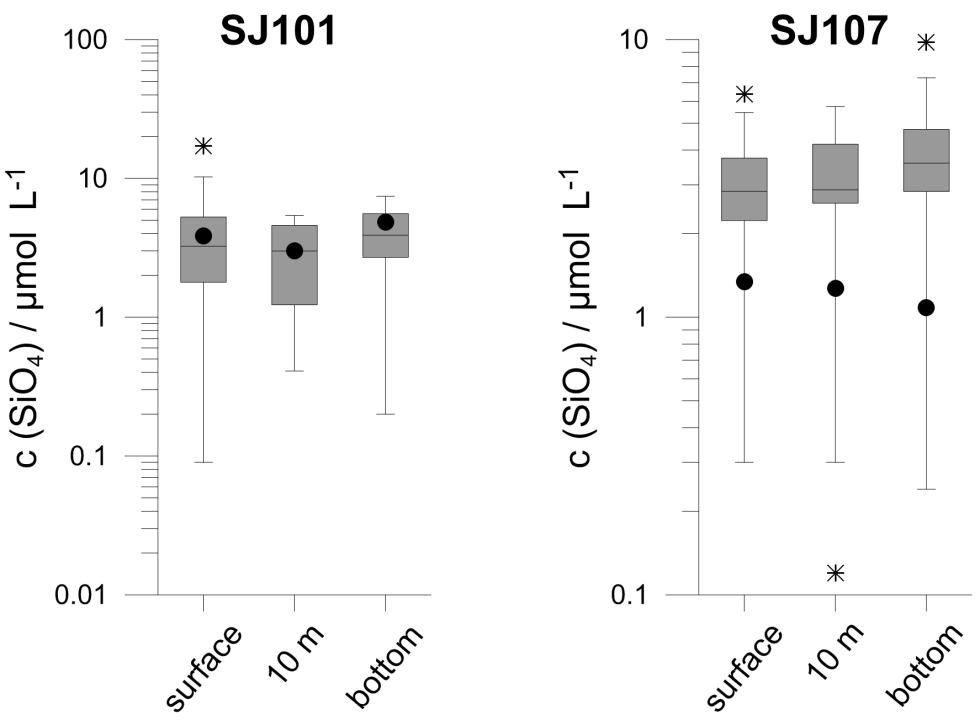 SJ101
100
10
1
0.1
0.01
c (SiO₄) / μmol L⁻¹
surface
10 m
bottom
SJ107
10
1
0.1
c (SiO₄) / μmol L⁻¹
surface
10 m
bottom